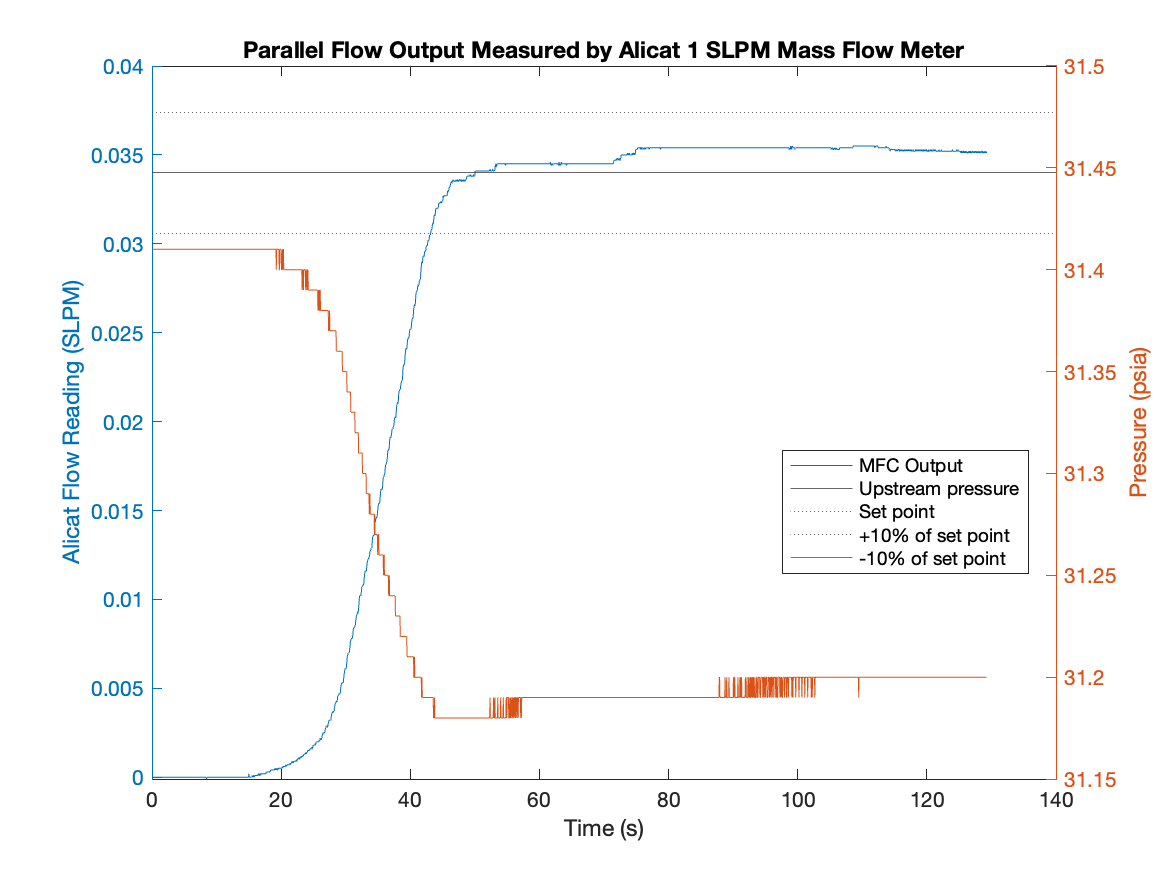 Parallel Flow Output Measured by Alicat 1 SLPM Mass Flow Meter
0.04
0.035
0.03
0.025
0.02
0.015
0.01
0.005
0
Alicat Flow Reading (SLPM)
31.5
31.45
31.4
31.35
31.3
31.25
31.2
31.15
Pressure (psia)
MFC Output
Upstream pressure
Set point
+10% of set point
-10% of set point
0 20 40 60 80 100 120 140
Time (s)